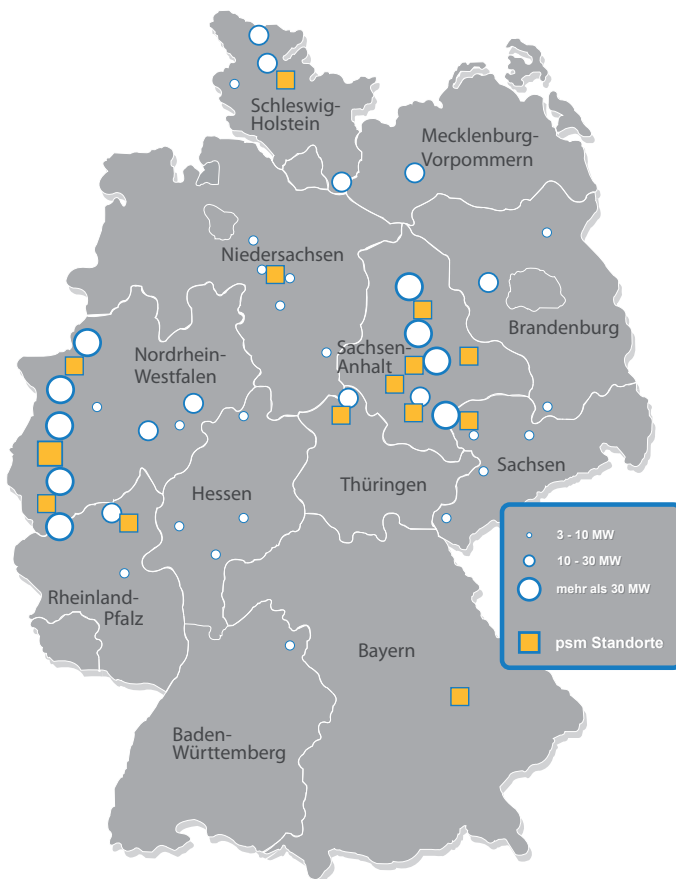 Schleswig-
Holstein
Mecklenburg-
Vorpommern
Niedersachsen
Brandenburg
Sachsen-
Anhalt
Nordrhein-
Westfalen
Sachsen
Thüringen
Hessen
Rheinland-
Pfalz
Bayern
Baden-
Württemberg
3 - 10 MW
10 - 30 MW
mehr als 30 MW
psm Standorte